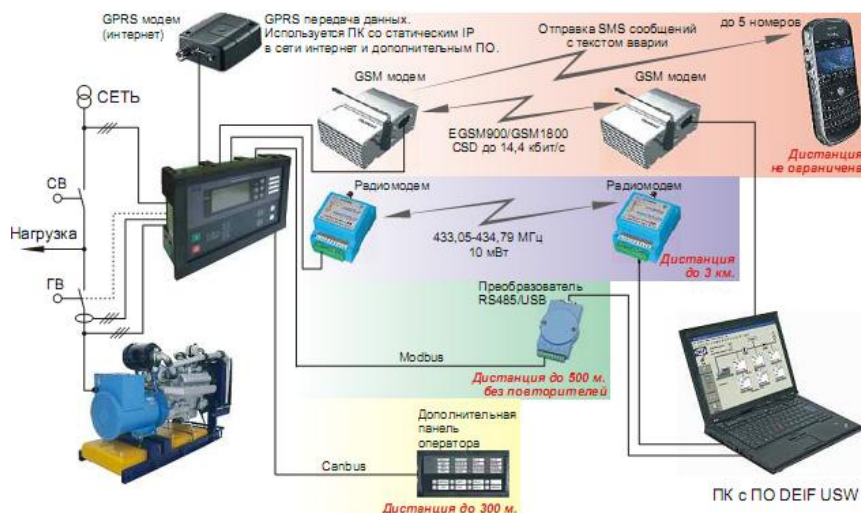 GPRS модем
(интернет)
GPRS передача данных.
Используется ПК со статическим IP
в сети интернет и дополнительным ПО.
Отправка SMS сообщений
с текстом аварии
до 5 номеров
GSM модем
GSM модем
EGSM900/GSM1800
CSD до 14,4 кбит/с
Дистанция
не ограничена
СЕТЬ
СВ
Нагрузка
ГВ
Радиомодем
Радиомодем
433,05-434,79 МГц
10 мВт
Дистанция
до 3 км.
Преобразователь
RS485/USB
Modbus
Дистанция до 500 м.
без повторителей
Дополнительная
панель
оператора
Canbus
Дистанция до 300 м.
ПК с ПО DEIF USW